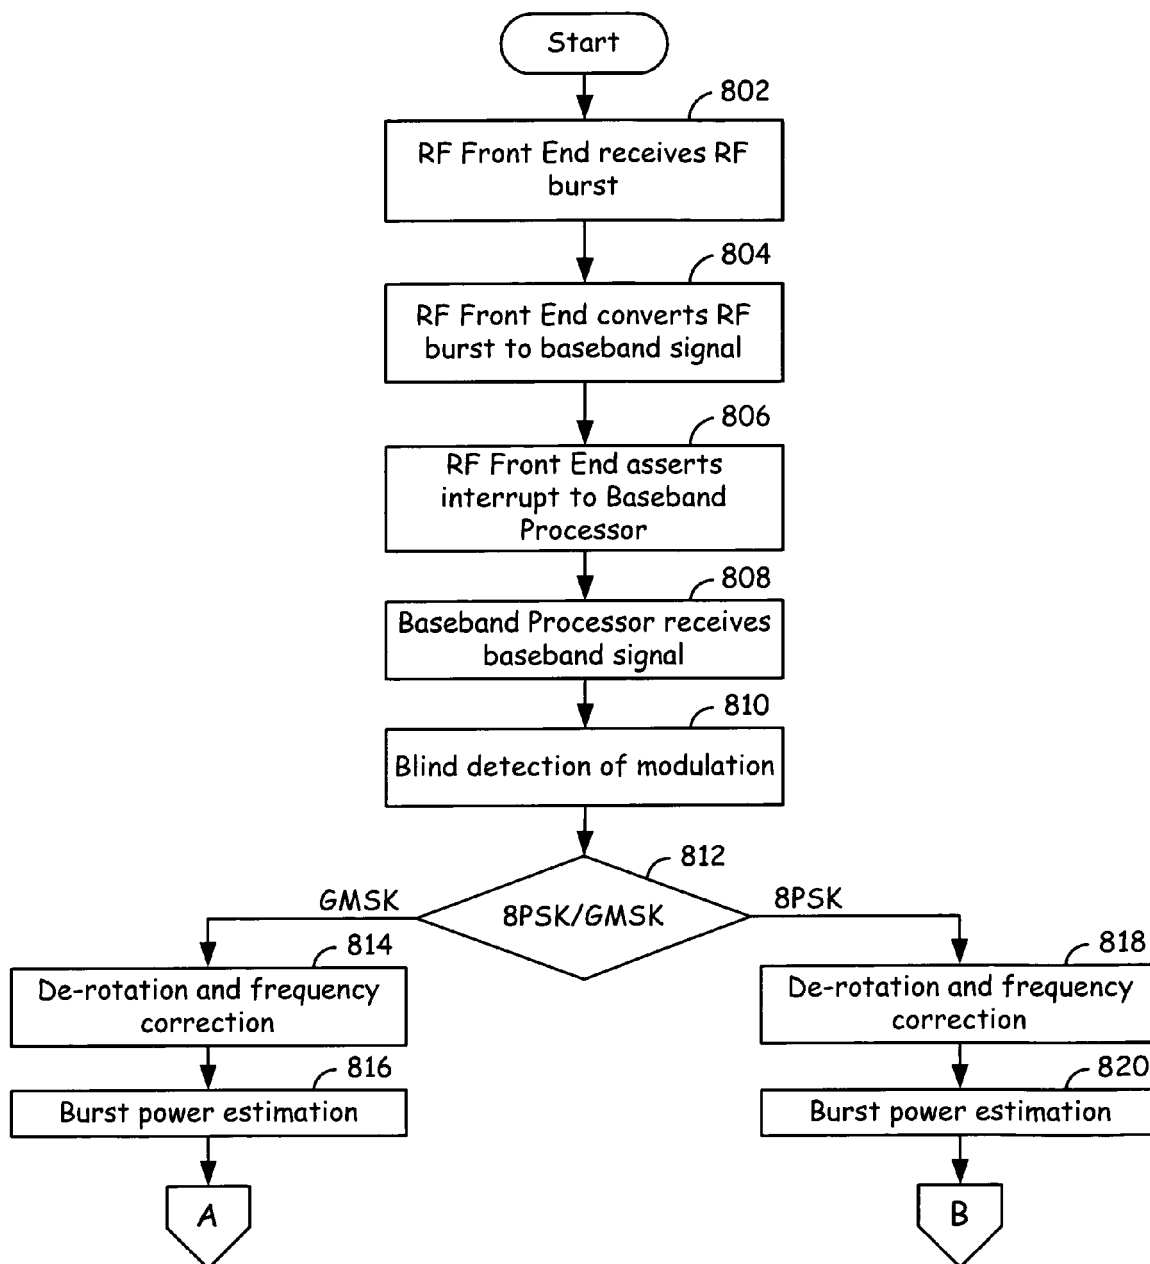 Start
802
RF Front End receives RF
burst
804
RF Front End converts RF
burst to baseband signal
806
RF Front End asserts
interrupt to Baseband
Processor
808
Baseband Processor receives
baseband signal
810
Blind detection of modulation
812
8PSK/GMSK
GMSK
8PSK
814
De-rotation and frequency
correction
816
Burst power estimation
A
818
De-rotation and frequency
correction
820
Burst power estimation
B